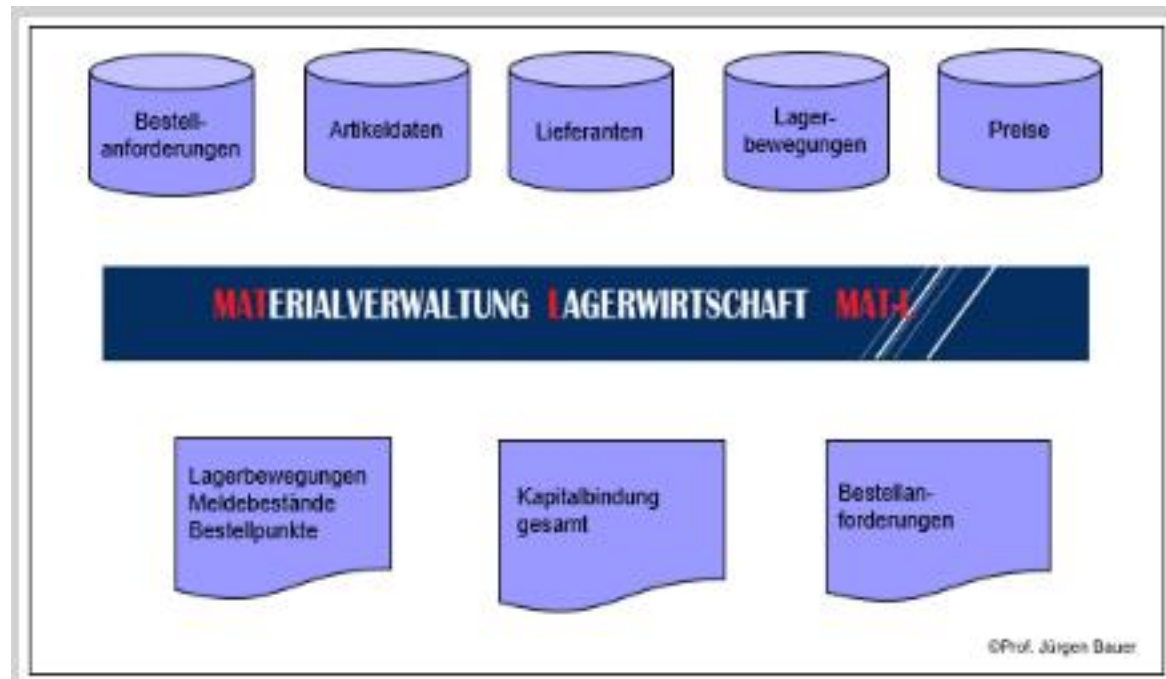 Bestell-
anforderungen
Artikeldaten
Lieferanten
Lager-
bewegungen
Preise
MATERIALVERWALTUNG LAGERWIRTSCHAFT MAT-L
Lagerbewegungen
Meldebestände
Bestellpunkte
Kapitalbindung
gesamt
Bestellan-
forderungen
©Prof. Jürgen Bauer